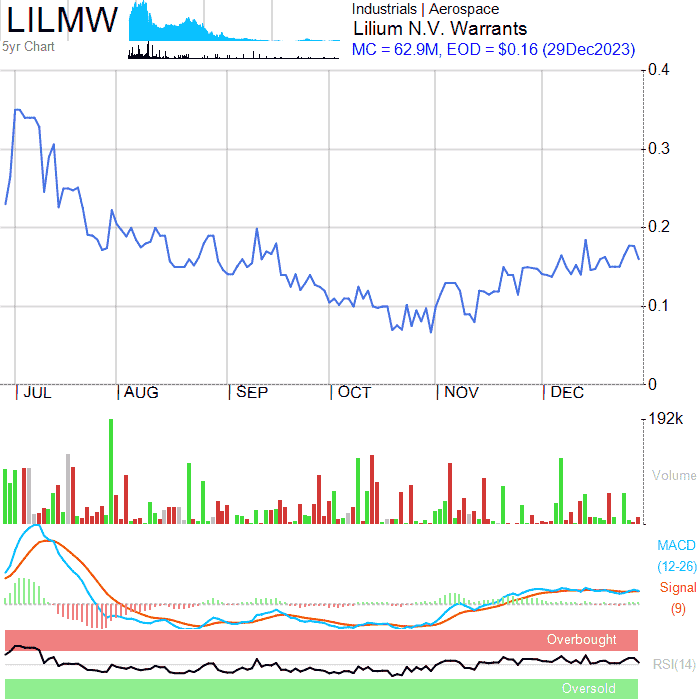 LILMW
5yr Chart
Industrials | Aerospace
Lilium N.V. Warrants
MC = 62.9M, EOD = $0.16 (29Dec2023)
0.4
0.3
0.2
0.1
0
JUL AUG SEP OCT NOV DEC
192k
Volume
MACD
(12-26)
Signal
(9)
Overbought
RSI(14)
Oversold